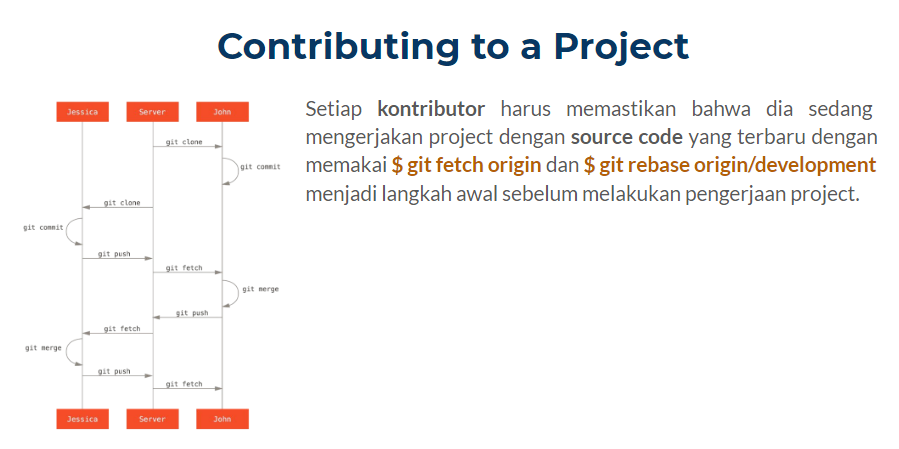 Contributing to a Project
Setiap kontributor harus memastikan bahwa dia sedang
mengerjakan project dengan source code yang terbaru dengan
memakai $ git fetch origin dan $ git rebase origin/development
menjadi langkah awal sebelum melakukan pengerjaan project.
Jessica Server John
git clone
git commit
git clone
git commit
git push
git fetch
git merge
git push
git fetch
git merge
git push
git fetch
Jessica Server John